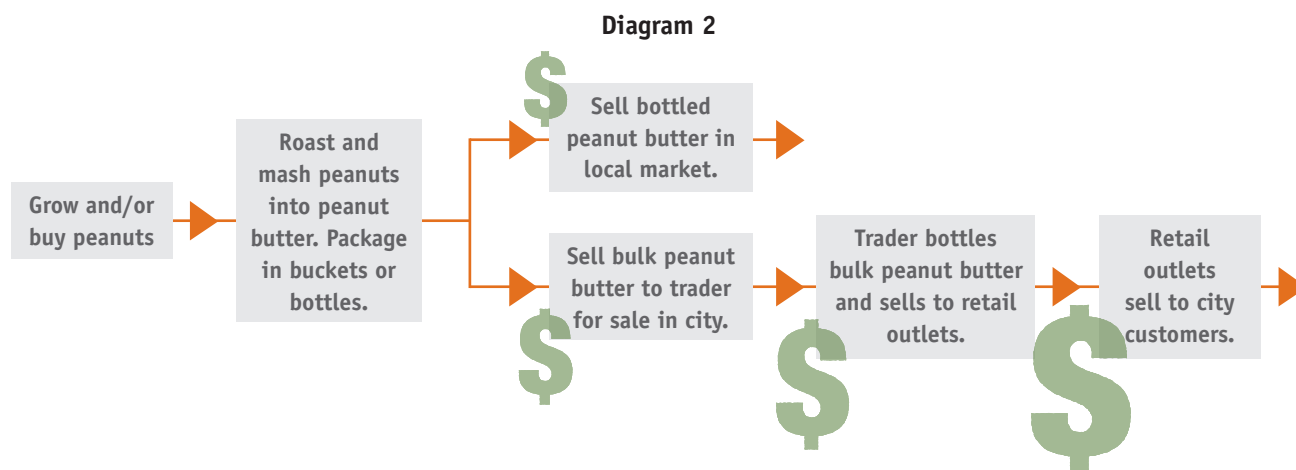 Diagram 2
Grow and/or
buy peanuts
Roast and
mash peanuts
into peanut
butter. Package
in buckets or
bottles.
$
Sell bottled
peanut butter in
local market.
$
Sell bulk peanut
butter to trader
for sale in city.
$
Trader bottles
bulk peanut butter
and sells to retail
outlets.
$
Retail
outlets
sell to city
customers.